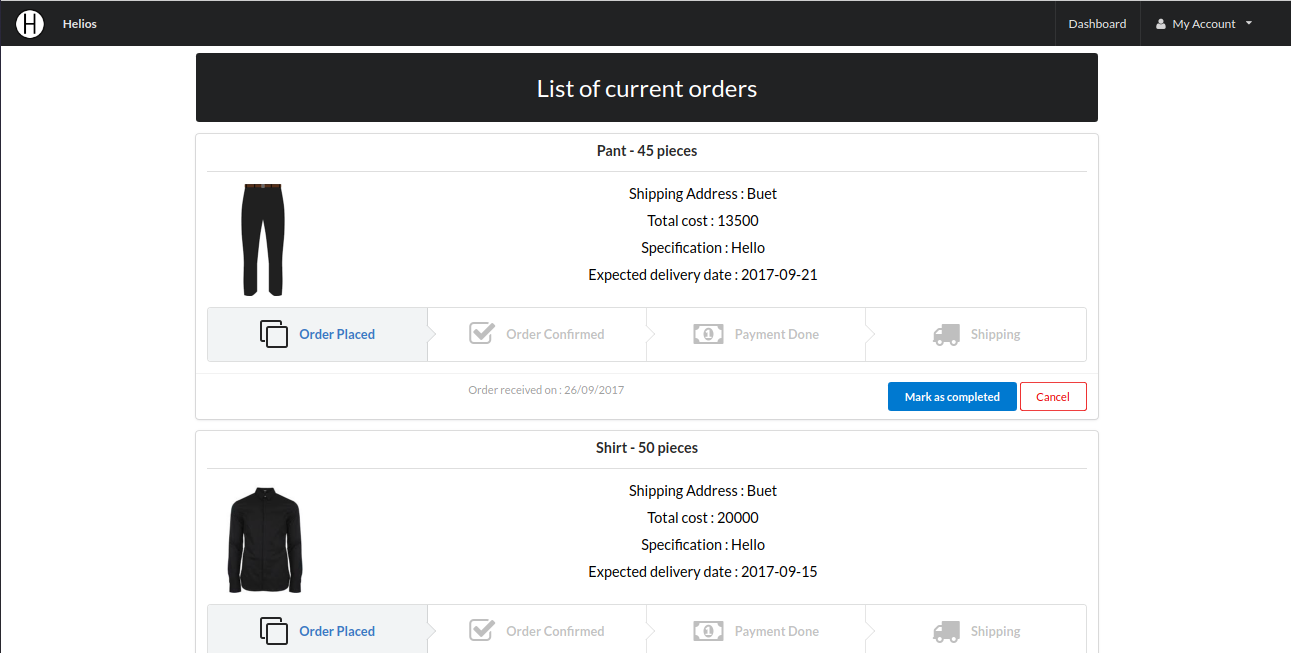 H Helios Dashboard My Account
List of current orders
Pant - 45 pieces
Shipping Address : Buet
Total cost : 13500
Specification : Hello
Expected delivery date : 2017-09-21
Order Placed Order Confirmed 1 Payment Done Shipping
Order received on : 26/09/2017 Mark as completed Cancel
Shirt - 50 pieces
Shipping Address : Buet
Total cost : 20000
Specification : Hello
Expected delivery date : 2017-09-15
Order Placed Order Confirmed 1 Payment Done Shipping